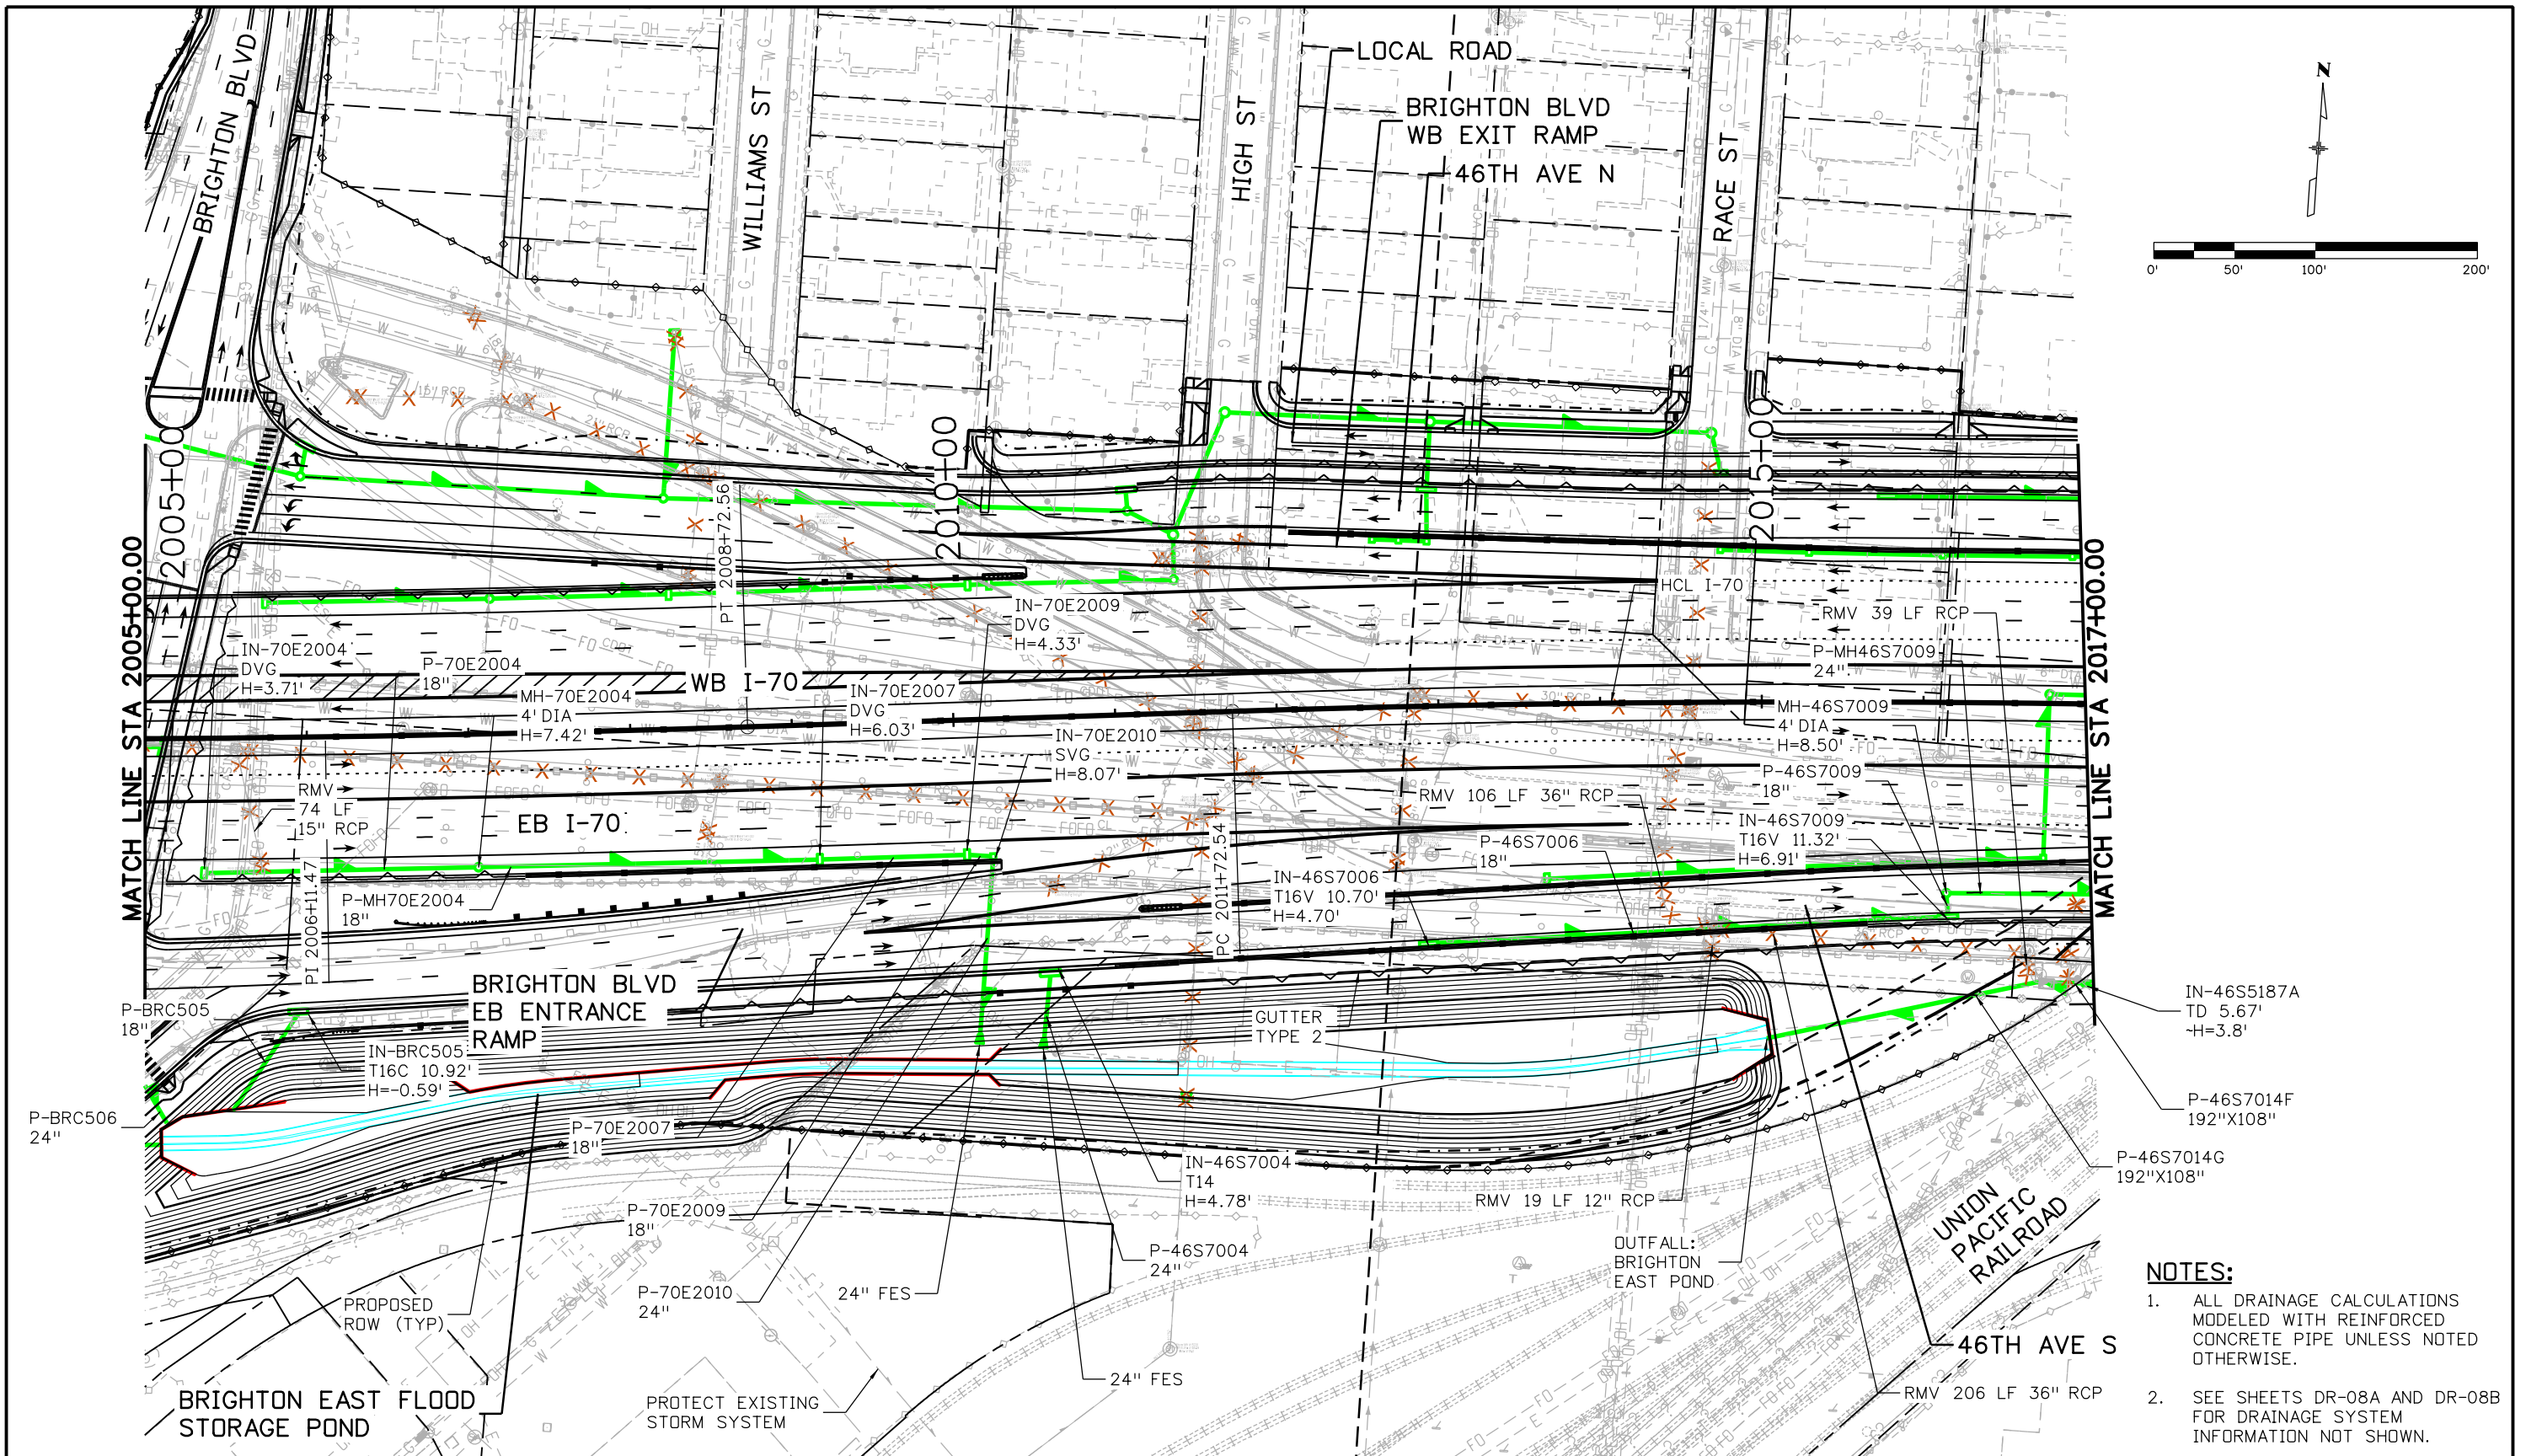 BRIGHTON BLVD
BRIGHTON BLVD
WILLIAMS ST
HIGH ST
RACE ST
LOCAL ROAD
BRIGHTON BLVD
WB EXIT RAMP
46TH AVE N
N
0'
50'
100'
200'
2005+00
2010+00
2015+00
MATCH LINE STA 2005+00.00
MATCH LINE STA 2017+00.00
PT 2008+72.56
PI 2006+11.47
PC 2011+72.54
HCL I-70
RMV 39 LF RCP
IN-70E2009
DVG
H=4.33'
IN-70E2004
DVG
H=3.71'
P-70E2004
18"
WB I-70
MH-70E2004
4' DIA
H=7.42'
IN-70E2007
DVG
H=6.03'
IN-70E2010
SVG
H=8.07'
P-MH46S7009
24"
MH-46S7009
4' DIA
H=8.50'
P-46S7009
18"
RMV
74 LF
15" RCP
EB I-70
RMV 106 LF 36" RCP
IN-46S7009
T16V 11.32'
H=6.91'
P-46S7006
18"
IN-46S7006
T16V 10.70'
H=4.70'
P-MH70E2004
18"
BRIGHTON BLVD
EB ENTRANCE
RAMP
P-BRC505
18"
GUTTER
TYPE 2
IN-BRC505
T16C 10.92'
H=-0.59'
IN-46S5187A
TD 5.67'
~H=3.8'
P-BRC506
24"
P-46S7014F
192"X108"
P-70E2007
18"
P-46S7014G
192"X108"
IN-46S7004
T14
H=4.78'
RMV 19 LF 12" RCP
P-70E2009
18"
P-46S7004
24"
OUTFALL:
BRIGHTON
EAST POND
UNION
PACIFIC
RAILROAD
P-70E2010
24"
24" FES
PROPOSED
ROW (TYP)
24" FES
46TH AVE S
RMV 206 LF 36" RCP
BRIGHTON EAST FLOOD
STORAGE POND
PROTECT EXISTING
STORM SYSTEM
NOTES:
1. ALL DRAINAGE CALCULATIONS
MODELED WITH REINFORCED
CONCRETE PIPE UNLESS NOTED
OTHERWISE.
2. SEE SHEETS DR-08A AND DR-08B
FOR DRAINAGE SYSTEM
INFORMATION NOT SHOWN.